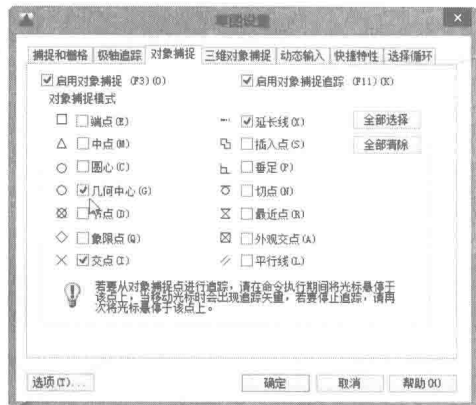 草图设置
捕捉和栅格 极轴追踪 对象捕捉 三维对象捕捉 动态输入 快捷特性 选择循环
启用对象捕捉 (F3)(O) 启用对象捕捉追踪 (F11)(K)
对象捕捉模式
端点(E) 延长线(X) 全部选择
中点(M) 插入点(S) 全部清除
圆心(C) 垂足(P)
几何中心(G) 切点(N)
节点(D) 最近点(R)
象限点(Q) 外观交点(A)
交点(I) 平行线(L)
若要从对象捕捉点进行追踪，请在命令执行期间将光标悬停于
该点上，当移动光标时会出现追踪矢量，若要停止追踪，请再
次将光标悬停于该点上。
选项(T)... 确定 取消 帮助(H)